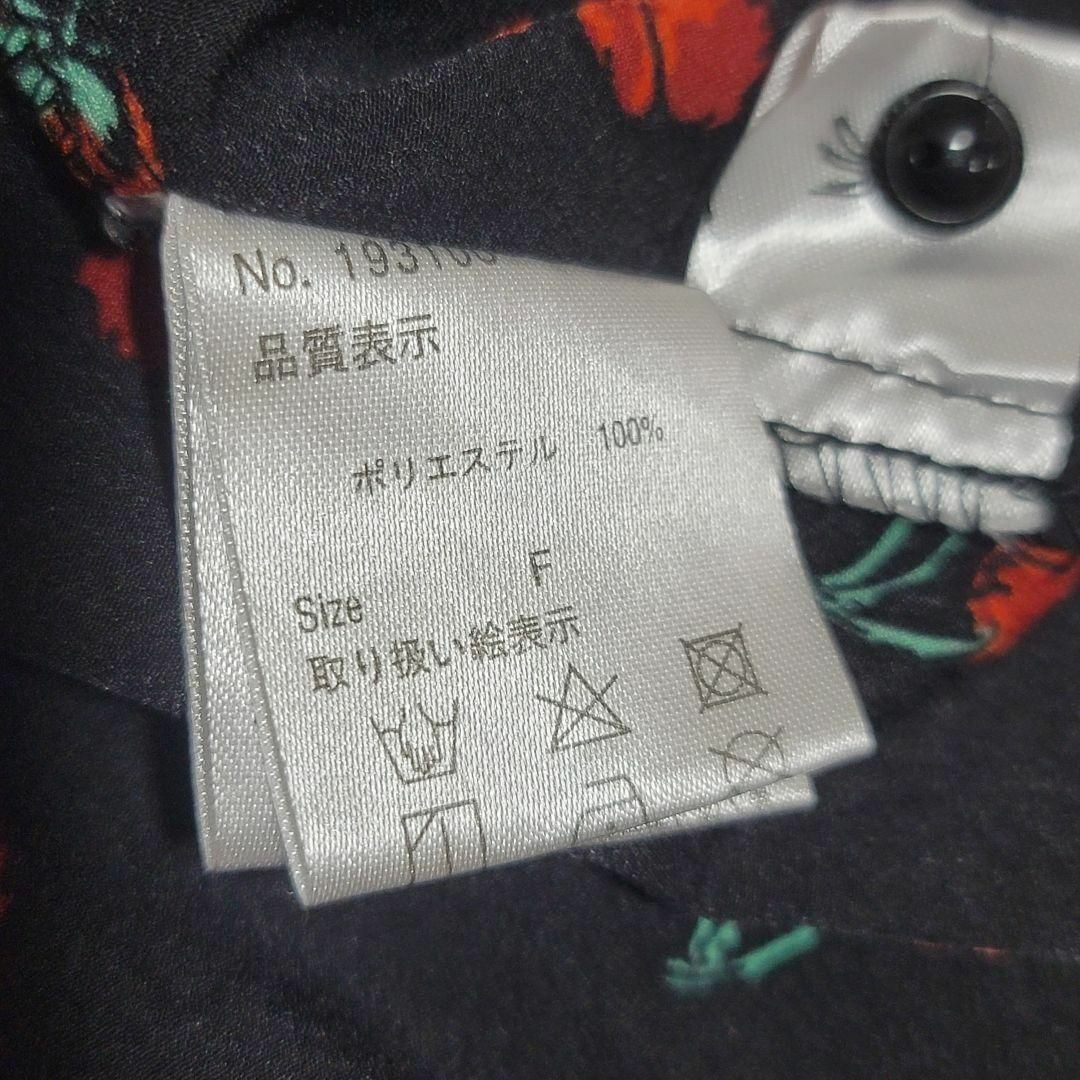 No.
品質表示
ポリエステル 100%
Size F
取り扱い絵表示